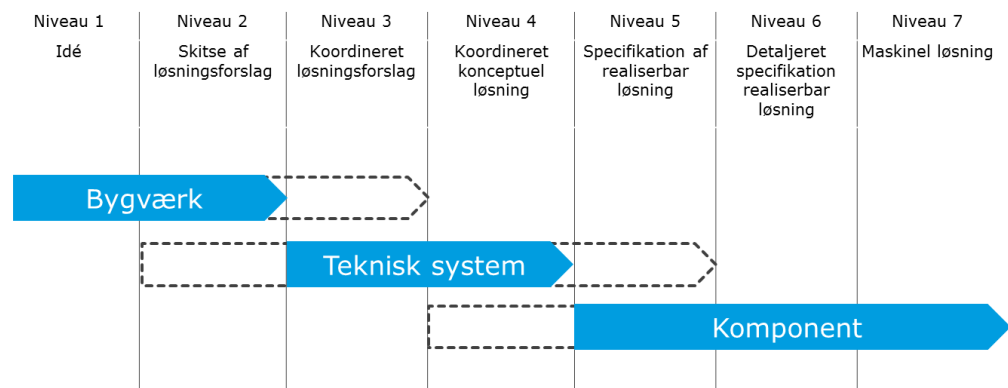 Niveau 1
Niveau 2
Niveau 3
Niveau 4
Niveau 5
Niveau 6
Niveau 7
Idé
Skitse af
løsningsforslag
Koordineret
løsningsforslag
Koordineret
konceptuel
løsning
Specifikation af
realiserbar
løsning
Detaljeret
specifikation
realiserbar
løsning
Maskinel løsning
Bygværk
Teknisk system
Komponent